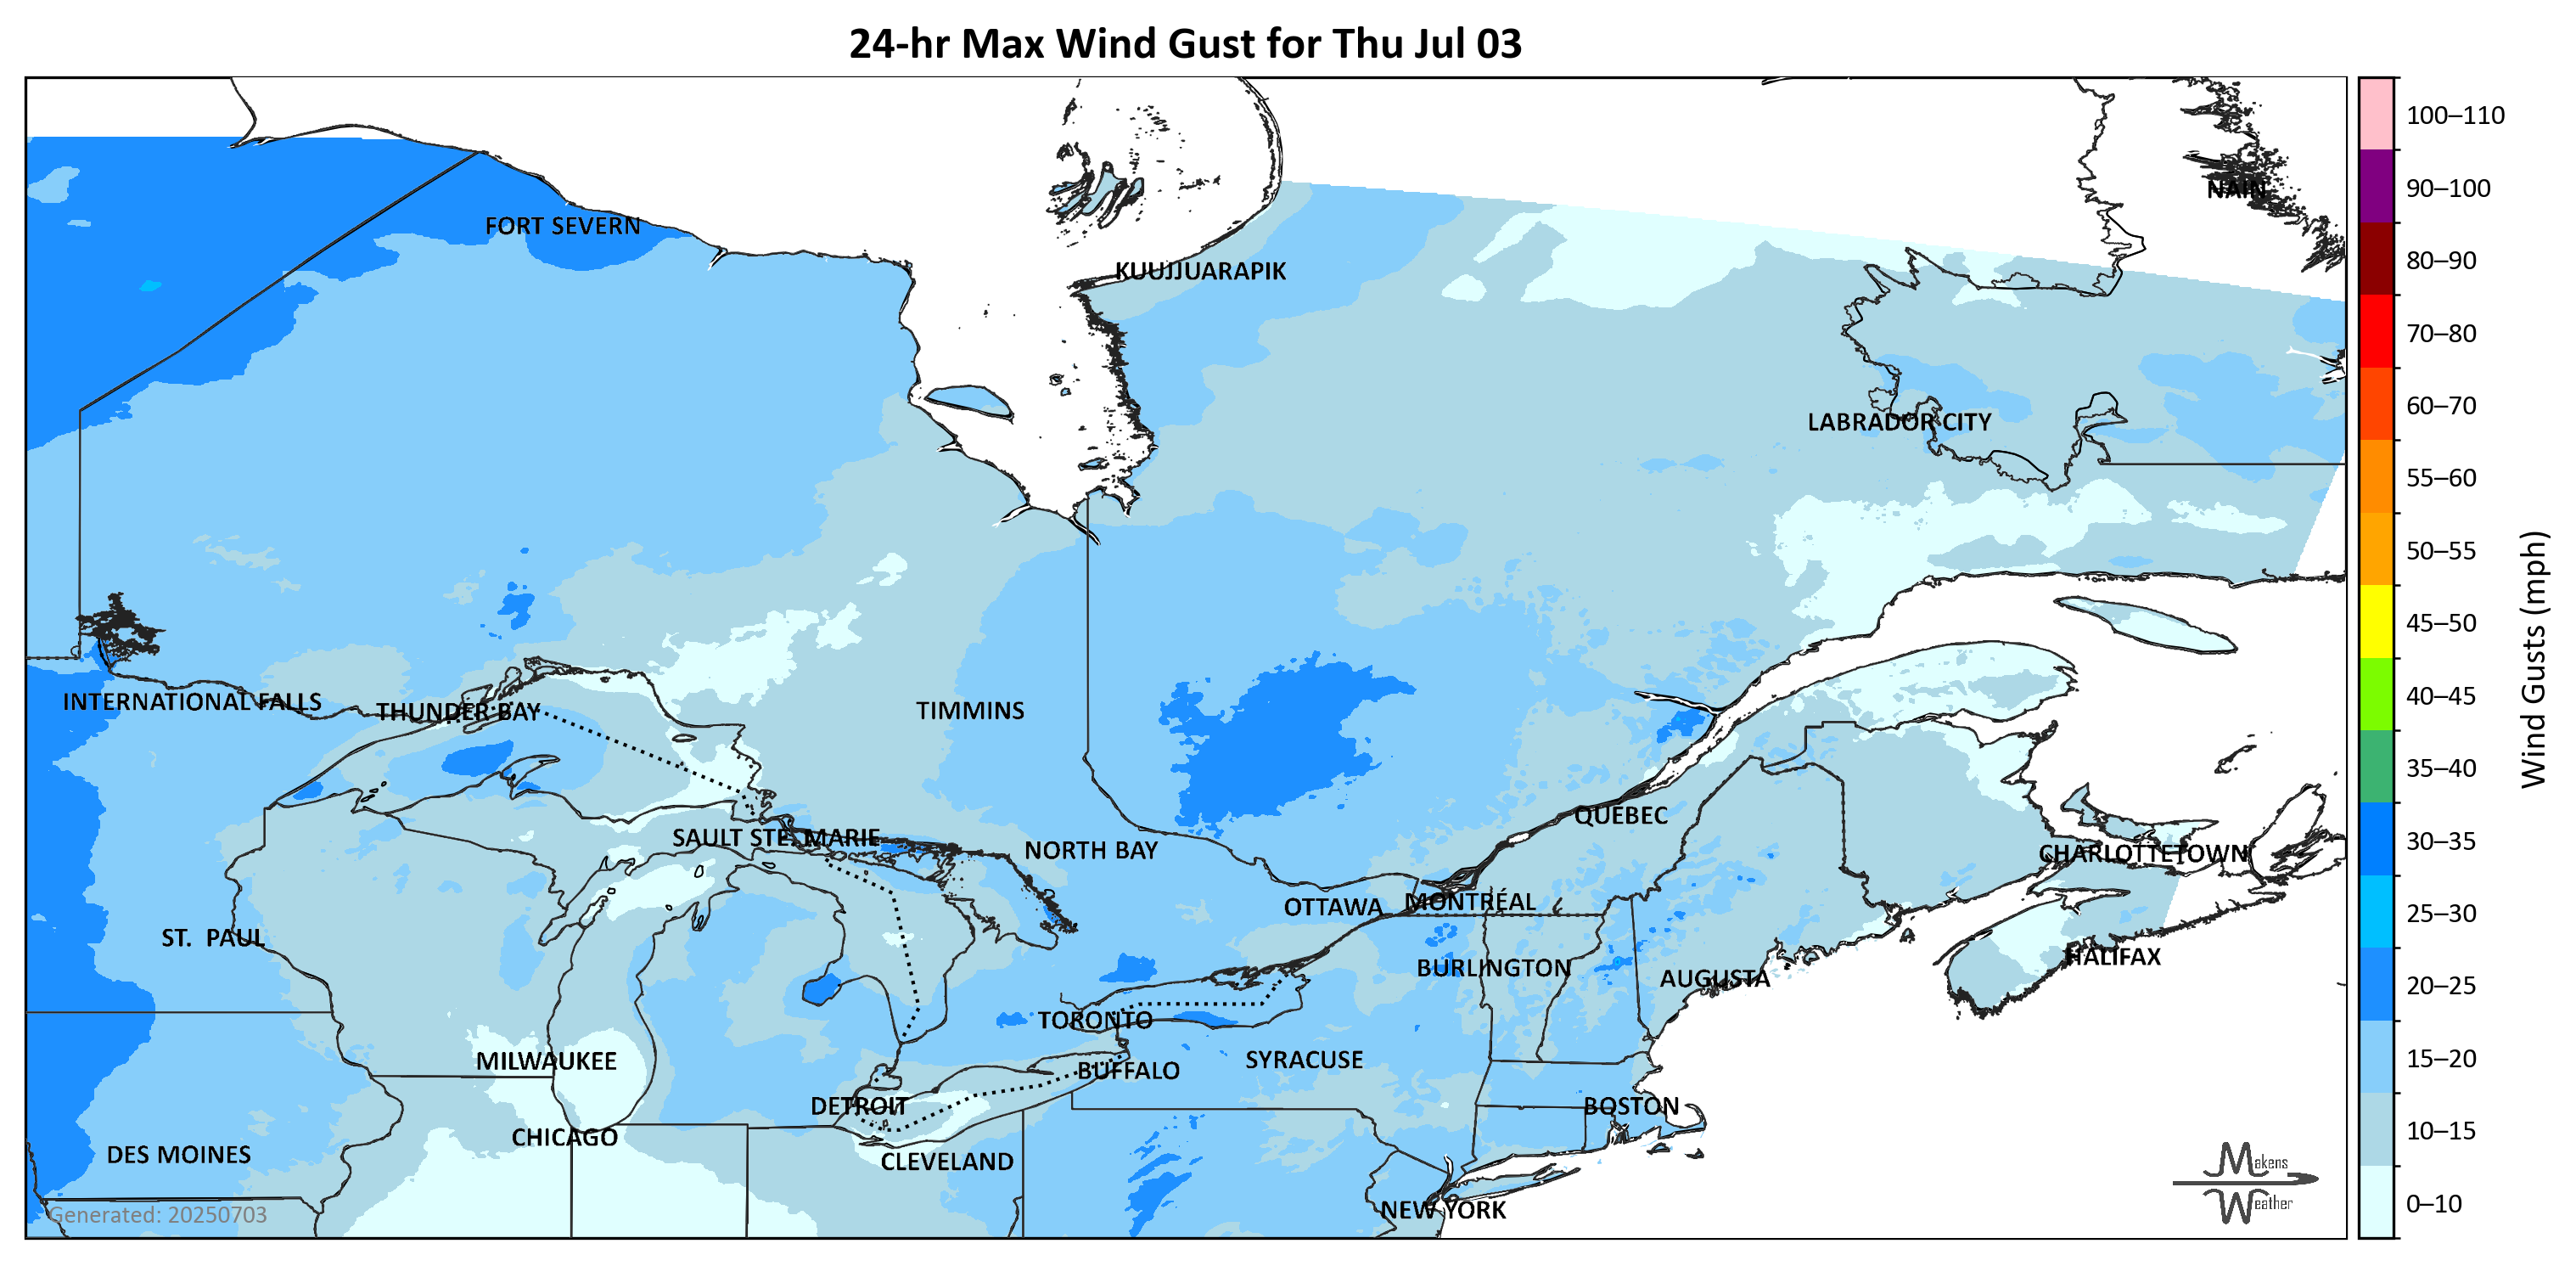 24-hr Max Wind Gust for Thu Jul 03
NAIN
FORT SEVERN
KUUJJUARAPIK
LABRADOR CITY
INTERNATIONAL FALLS
THUNDER BAY
TIMMINS
QUEBEC
SAULT STE. MARIE
NORTH BAY
CHARLOTTETOWN
OTTAWA
MONTRÉAL
ST. PAUL
HALIFAX
BURLINGTON
AUGUSTA
TORONTO
MILWAUKEE
SYRACUSE
BUFFALO
DETROIT
BOSTON
CHICAGO
DES MOINES
CLEVELAND
NEW YORK
Generated: 20250703
Makens
Weather
100–110
90–100
80–90
70–80
60–70
55–60
50–55
45–50
40–45
35–40
30–35
25–30
20–25
15–20
10–15
0–10
Wind Gusts (mph)